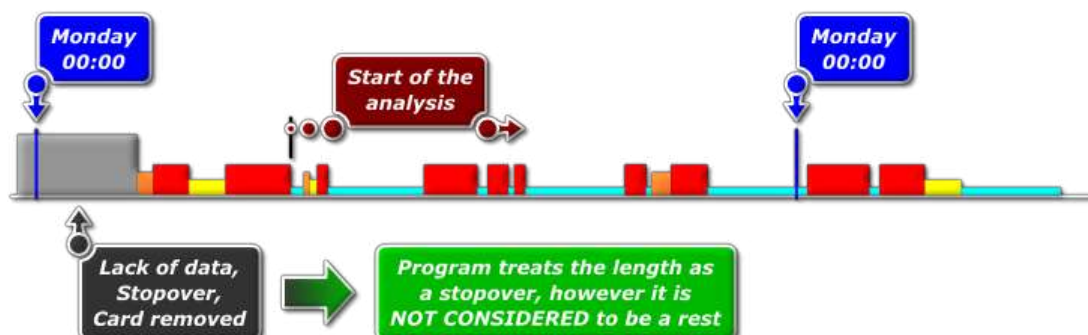 Monday
00:00
Monday
00:00
Start of the
analysis
Lack of data,
Stopover,
Card removed
Program treats the length as
a stopover, however it is
NOT CONSIDERED to be a rest